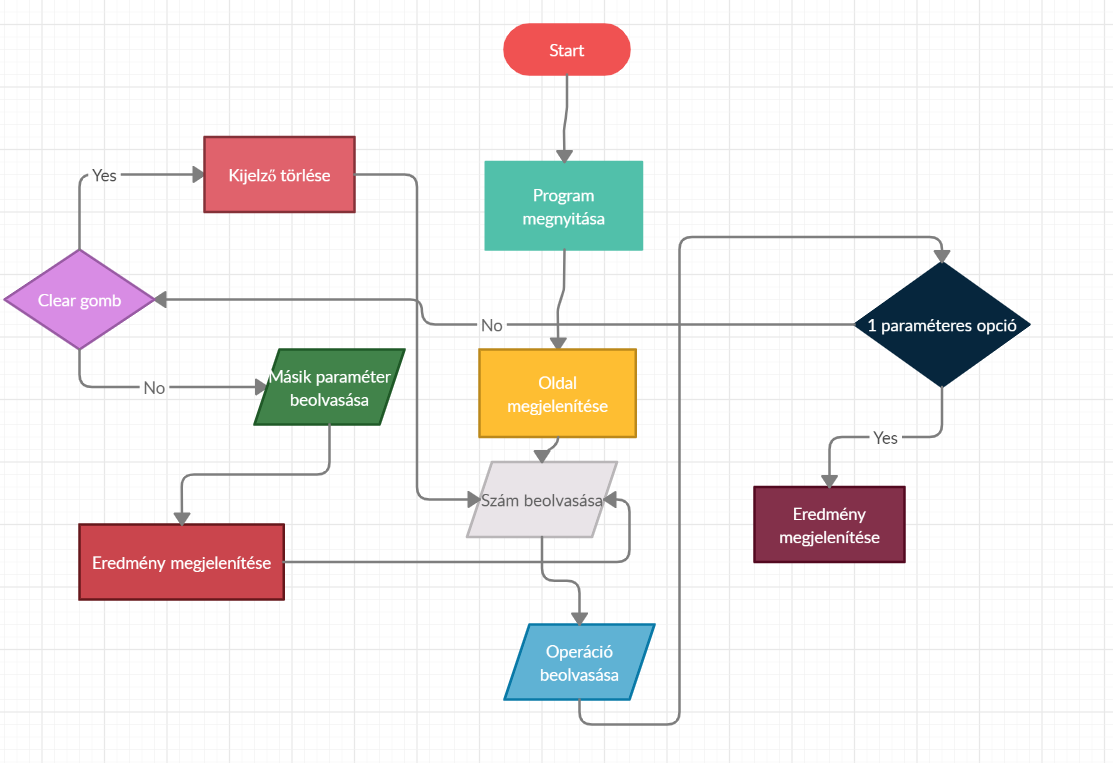 Start
Yes
Kijelző törlése
Program
megnyitása
Clear gomb
No
1 paraméteres opció
No
Másik paraméter
beolvasása
Oldal
megjelenítése
Yes
Szám beolvasása
Eredmény
megjelenítése
Eredmény megjelenítése
Operáció
beolvasása